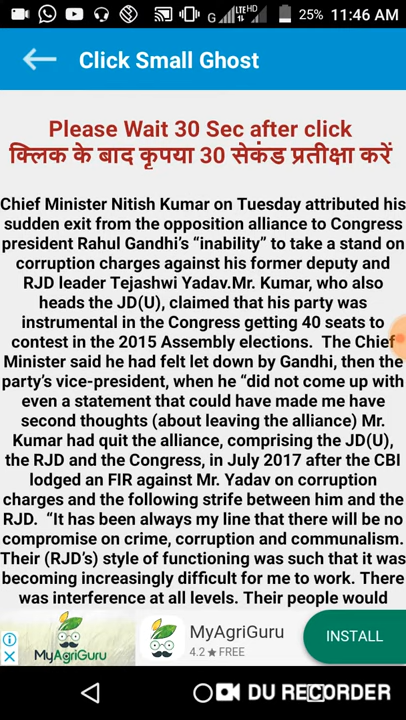 G LTE HD 25% 11:46 AM
Click Small Ghost
Please Wait 30 Sec after click
क्लिक के बाद कृपया 30 सेकंड प्रतीक्षा करें
Chief Minister Nitish Kumar on Tuesday attributed his
sudden exit from the opposition alliance to Congress
president Rahul Gandhi's “inability” to take a stand on
corruption charges against his former deputy and
RJD leader Tejashwi Yadav.Mr. Kumar, who also
heads the JD(U), claimed that his party was
instrumental in the Congress getting 40 seats to
contest in the 2015 Assembly elections.  The Chief
Minister said he had felt let down by Gandhi, then the
party's vice-president, when he “did not come up with
even a statement that could have made me have
second thoughts (about leaving the alliance) Mr.
Kumar had quit the alliance, comprising the JD(U),
the RJD and the Congress, in July 2017 after the CBI
lodged an FIR against Mr. Yadav on corruption
charges and the following strife between him and the
RJD.  “It has been always my line that there will be no
compromise on crime, corruption and communalism.
Their (RJD's) style of functioning was such that it was
becoming increasingly difficult for me to work. There
was interference at all levels. Their people would
MyAgriGuru
MyAgriGuru
4.2★ FREE
INSTALL
DU RECORDER